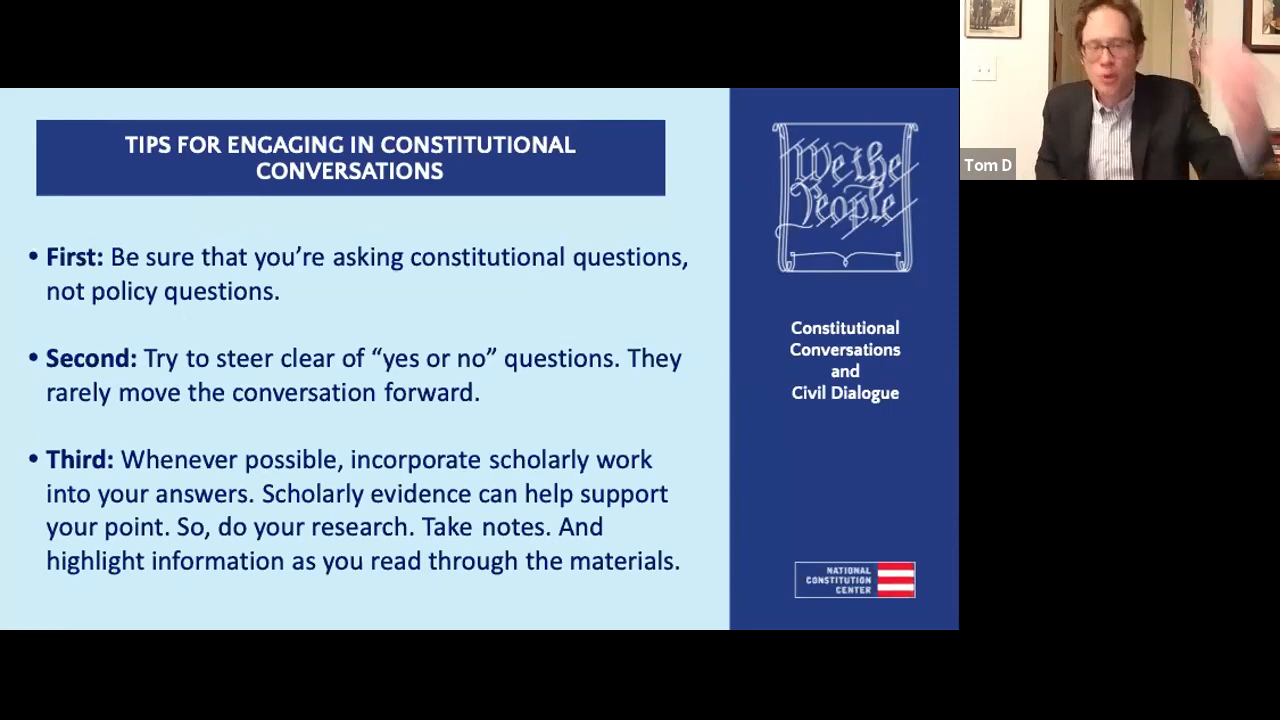 TIPS FOR ENGAGING IN CONSTITUTIONAL
CONVERSATIONS
• First: Be sure that you’re asking constitutional questions,
not policy questions.
• Second: Try to steer clear of “yes or no” questions. They
rarely move the conversation forward.
• Third: Whenever possible, incorporate scholarly work
into your answers. Scholarly evidence can help support
your point. So, do your research. Take notes. And
highlight information as you read through the materials.
We the
People
Constitutional
Conversations
and
Civil Dialogue
NATIONAL
CONSTITUTION
CENTER
Tom D